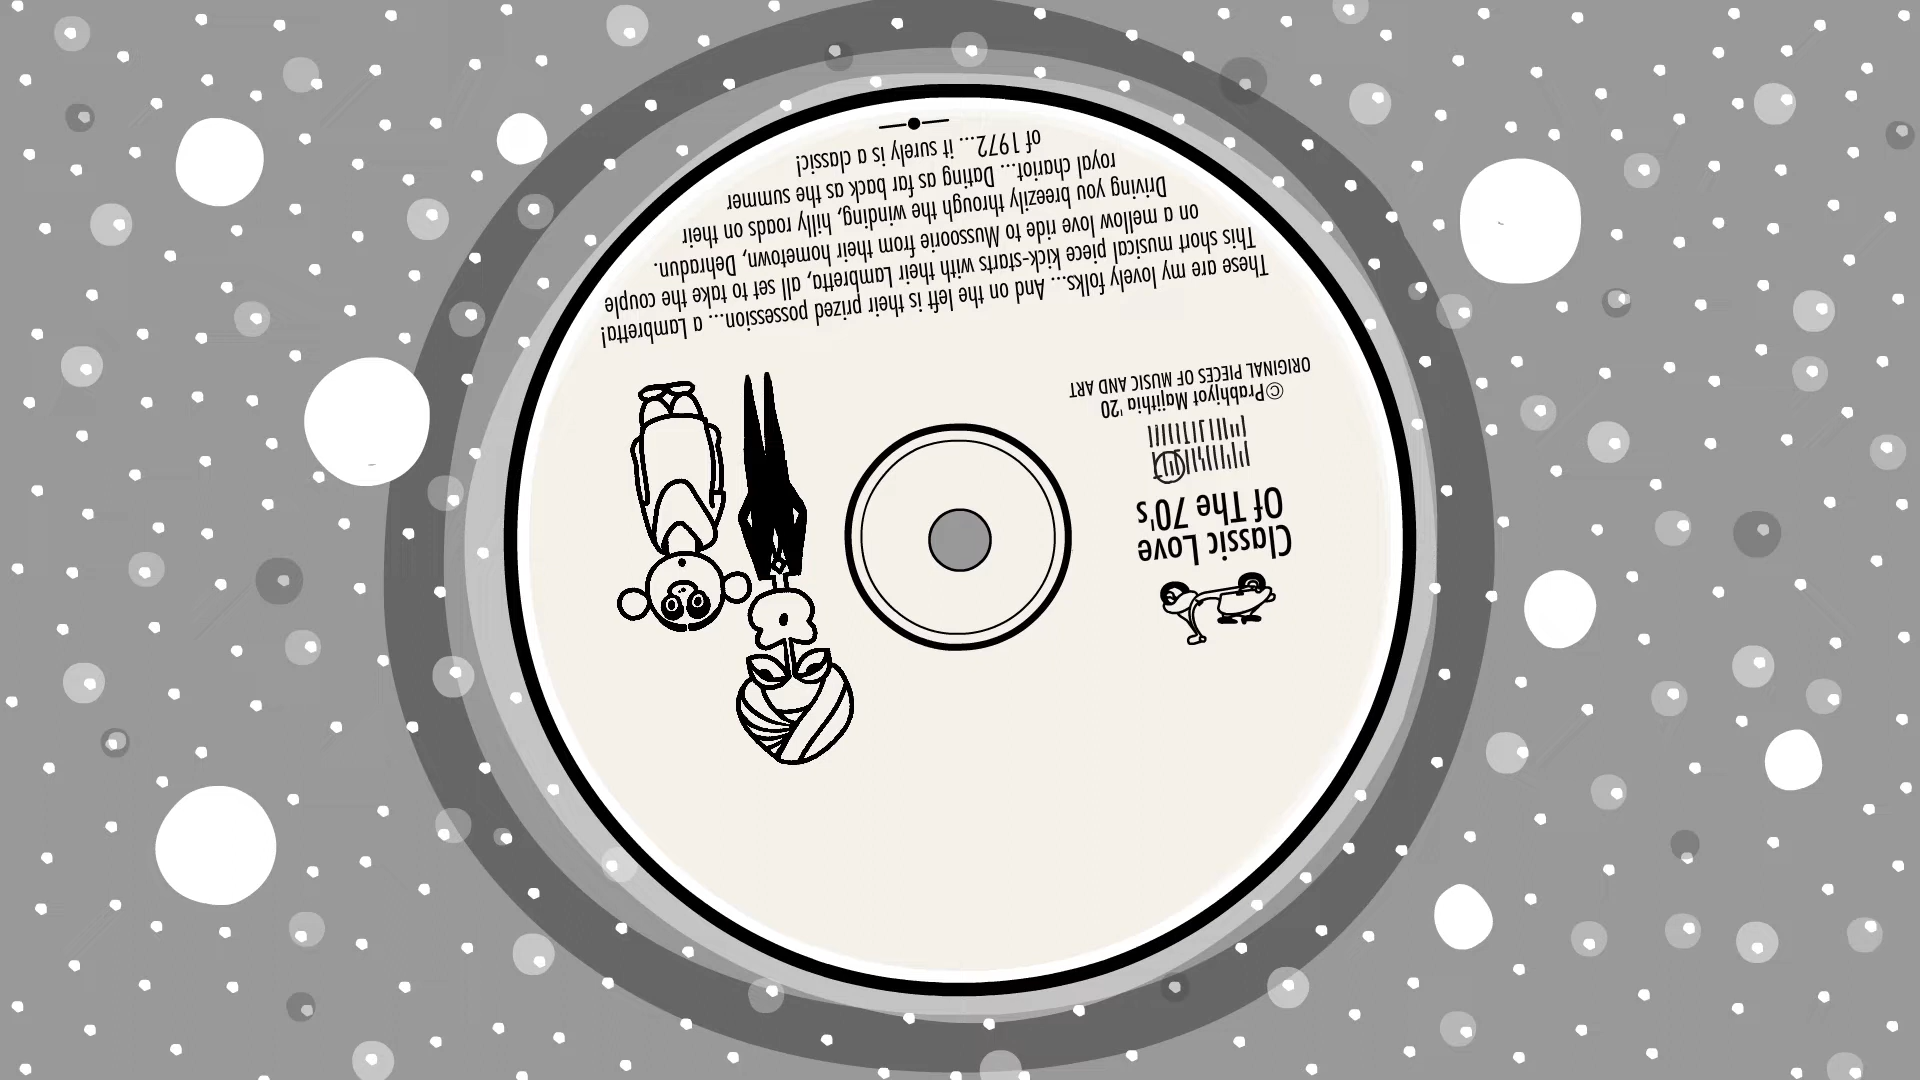 Classic Love
Of The 70's
©Prabhjyot Majithia '20
ORIGINAL PIECES OF MUSIC AND ART
These are my lovely folks... And on the left is their prized possession... a Lambretta!
This short musical piece kick-starts with their Lambretta, all set to take the couple
on a mellow love ride to Mussoorie from their hometown, Dehradun.
Driving you breezily through the winding, hilly roads on their
royal chariot... Dating as far back as the summer
of 1972... it surely is a classic!